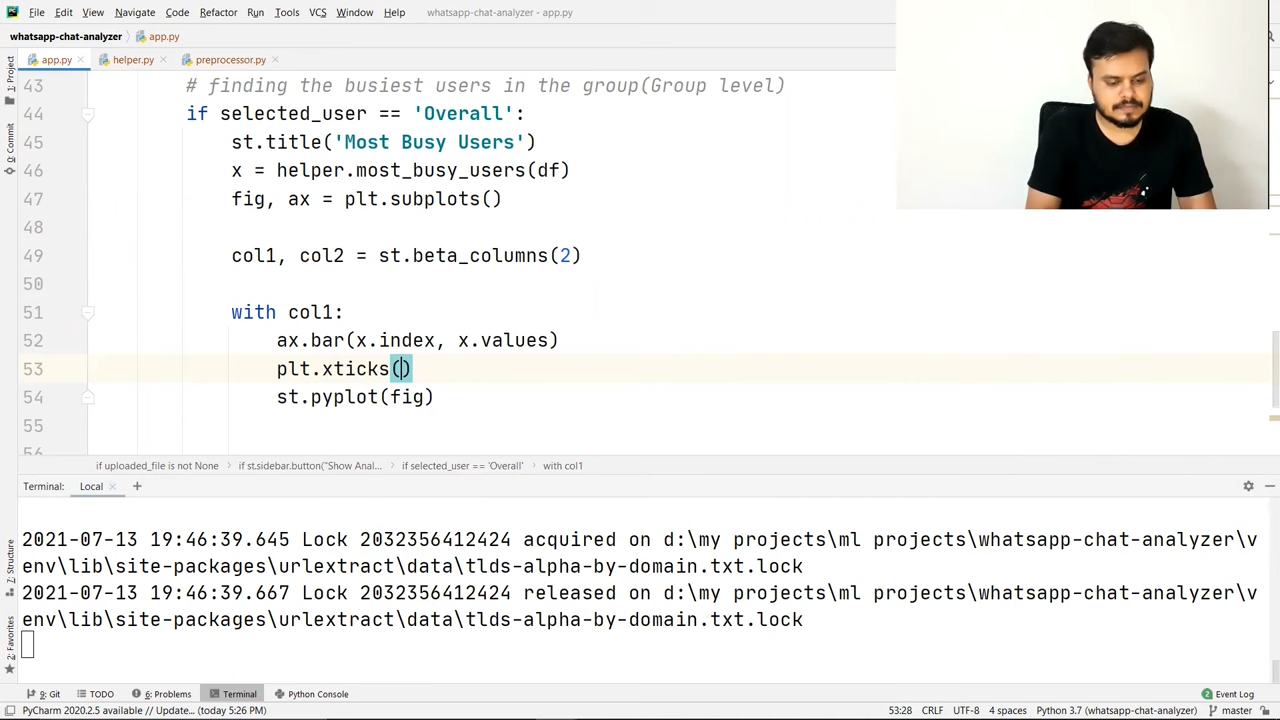 File Edit View Navigate Code Refactor Run Tools VCS Window Help whatsapp-chat-analyzer - app.py
whatsapp-chat-analyzer app.py
app.py helper.py preprocessor.py
1: Project
0: Commit
7: Structure
2: Favorites
43 # finding the busiest users in the group(Group level)
44 if selected_user == 'Overall':
45 st.title('Most Busy Users')
46 x = helper.most_busy_users(df)
47 fig, ax = plt.subplots()
48
49 col1, col2 = st.beta_columns(2)
50
51 with col1:
52 ax.bar(x.index, x.values)
53 plt.xticks()
54 st.pyplot(fig)
55
56
if uploaded_file is not None if st.sidebar.button("Show Anal... if selected_user == 'Overall' with col1
Terminal: Local +
2021-07-13 19:46:39.645 Lock 2032356412424 acquired on d:\my projects\ml projects\whatsapp-chat-analyzer\v
env\lib\site-packages\urlextract\data\tlds-alpha-by-domain.txt.lock
2021-07-13 19:46:39.667 Lock 2032356412424 released on d:\my projects\ml projects\whatsapp-chat-analyzer\v
env\lib\site-packages\urlextract\data\tlds-alpha-by-domain.txt.lock
9: Git TODO 6: Problems Terminal Python Console 2 Event Log
PyCharm 2020.2.5 available // Update... (today 5:26 PM) 53:28 CRLF UTF-8 4 spaces Python 3.7 (whatsapp-chat-analyzer) master